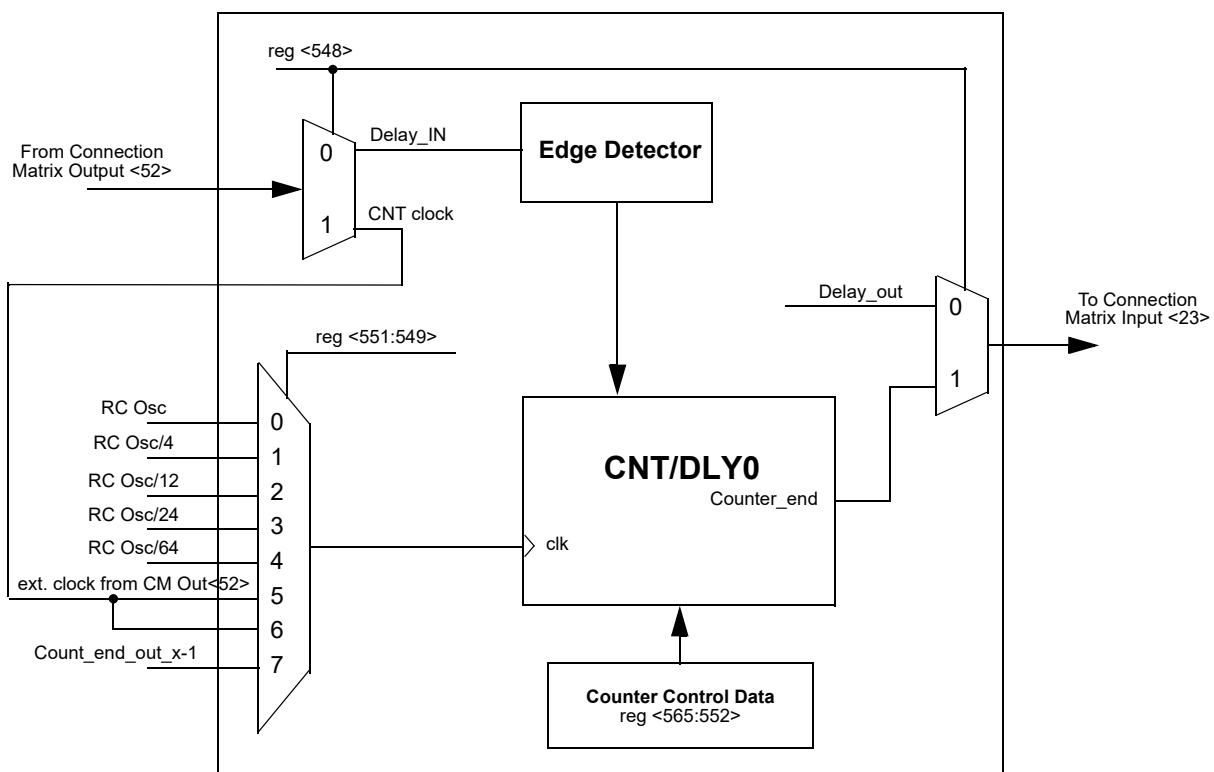 reg <548>
From Connection
Matrix Output <52>
0
1
Delay_IN
CNT clock
Edge Detector
Delay_out
0
1
To Connection
Matrix Input <23>
reg <551:549>
RC Osc
RC Osc/4
RC Osc/12
RC Osc/24
RC Osc/64
ext. clock from CM Out<52>
Count_end_out_x-1
0
1
2
3
4
5
6
7
CNT/DLY0
Counter_end
clk
Counter Control Data
reg <565:552>